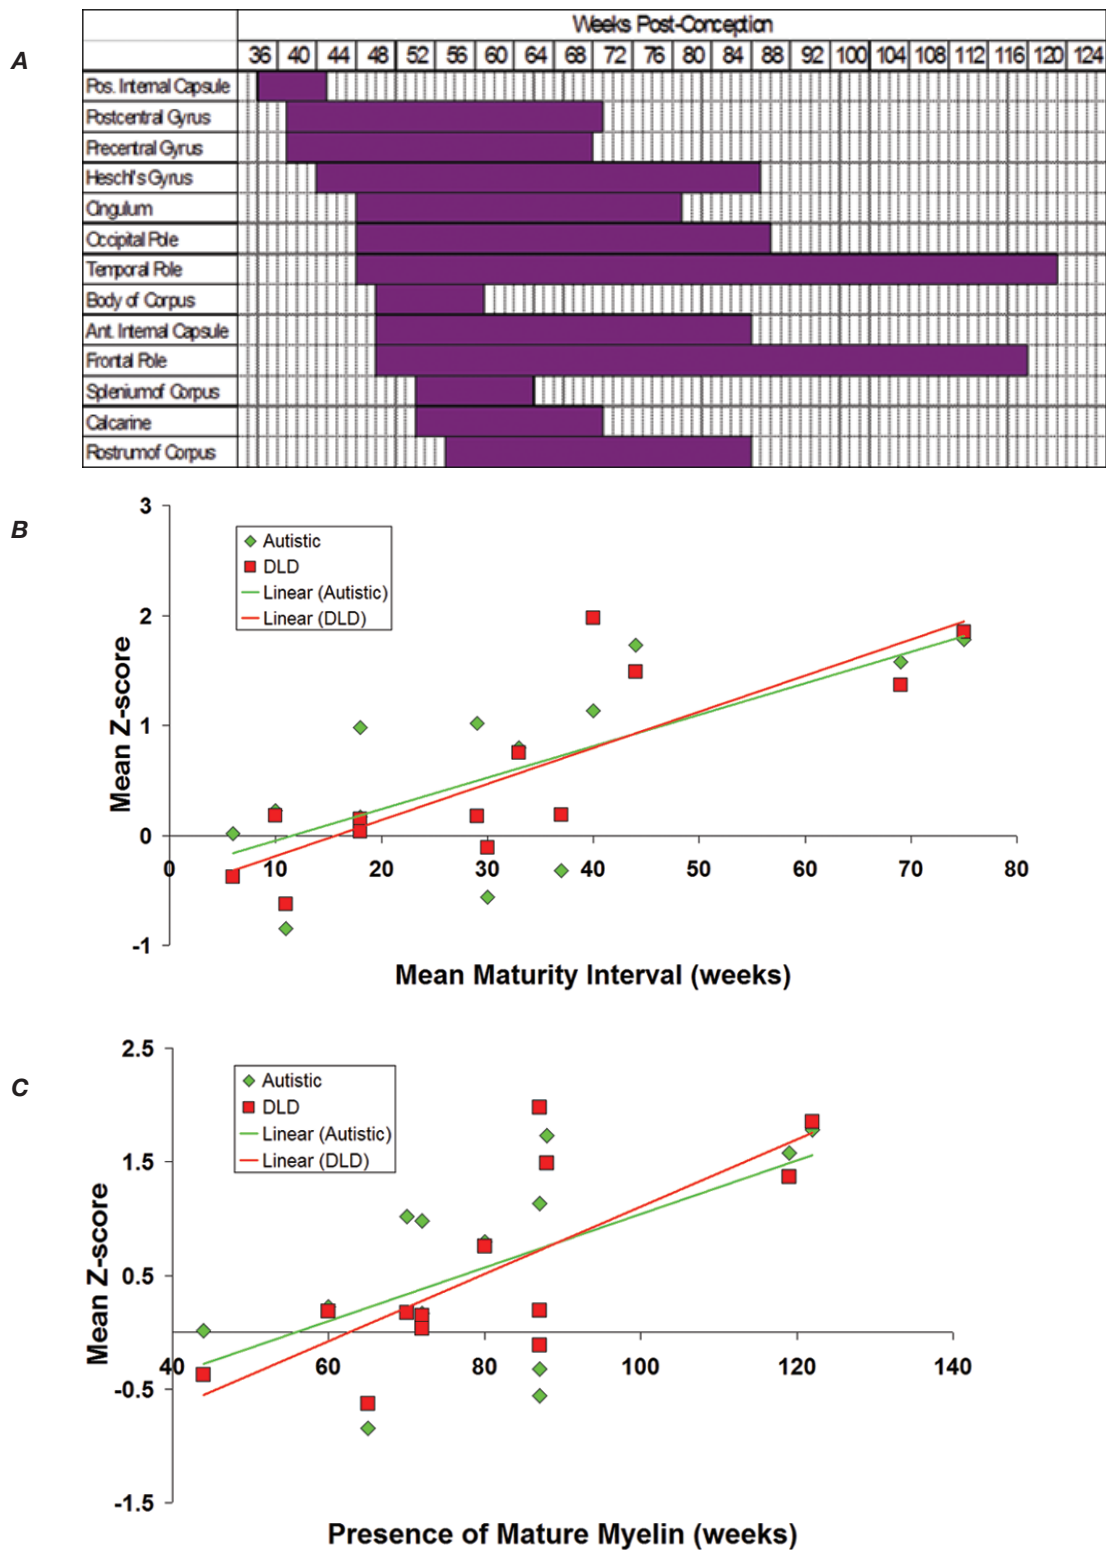 A
Weeks Post-Conception
36 40 44 48 52 56 60 64 68 72 76 80 84 88 92 100 104 108 112 116 120 124
Pos. Internal Capsule
Postcentral Gyrus
Precentral Gyrus
Heschl's Gyrus
Cingulum
Occipital Pole
Temporal Role
Body of Corpus
Ant. Internal Capsule
Frontal Role
Spleniumof Corpus
Calcarine
Rostrumof Corpus
B
3
2
1
0
-1
Autistic
DLD
Linear (Autistic)
Linear (DLD)
Mean Z-score
0 10 20 30 40 50 60 70 80
Mean Maturity Interval (weeks)
C
2.5
1.5
0.5
-0.5
-1.5
Autistic
DLD
Linear (Autistic)
Linear (DLD)
Mean Z-score
40 60 80 100 120 140
Presence of Mature Myelin (weeks)